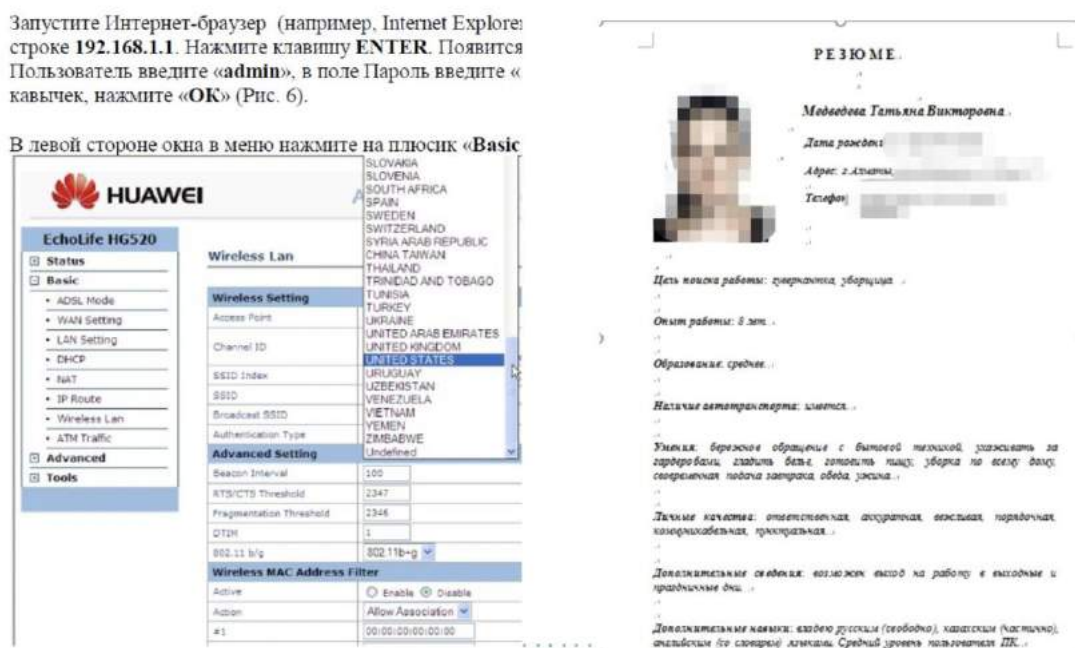 Запустите Интернет-браузер (например, Internet Explorer
строке 192.168.1.1. Нажмите клавишу ENTER. Появится
Пользователь введите «admin», в поле Пароль введите «
кавычек, нажмите «OK» (Рис. 6).
В левой стороне окна в меню нажмите на плюсик «Basic
HUAWEI
A
EchoLife HG520
Status
Basic
ADSL Mode
WAN Setting
LAN Setting
DHCP
NAT
IP Route
Wireless Lan
ATM Traffic
Advanced
Tools
Wireless Lan
Wireless Setting
Access Point
Channel ID
SSID Index
SSID
Broadcast SSID
Authentication Type
SLOVAKIA
SLOVENIA
SOUTH AFRICA
SPAIN
SWEDEN
SWITZERLAND
SYRIA ARAB REPUBLIC
CHINA TAIWAN
THAILAND
TRINIDAD AND TOBAGO
TUNISIA
TURKEY
UKRAINE
UNITED ARAB EMIRATES
UNITED KINGDOM
UNITED STATES
URUGUAY
UZBEKISTAN
VENEZUELA
VIETNAM
YEMEN
ZIMBABWE
Undefined
Advanced Setting
Beacon Interval 100
RTS/CTS Threshold 2347
Fragmentation Threshold 2346
DTIM 1
802.11 b/g 802.11b+g
Wireless MAC Address Filter
Active Enable Disable
Action Allow Association
#1 00:00:00:00:00:00
РЕЗЮМЕ
Медведева Татьяна Викторовна
Дата рождени
Адрес: г.Алматы,
Телефон
Цель поиска работы: гувернантка, уборщица
Опыт работы: 8 лет.
Образование: среднее.
Наличие автотранспорта: имеется.
Умения: бережное обращение с бытовой техникой, ухаживать за
гардеробами, гладить белье, готовить пищу, уборка по всему дому,
своевременная подача завтрака, обеда, ужина.
Личные качества: ответственная, аккуратная, вежливая, порядочная,
коммуникабельная, пунктуальная.
Дополнительные сведения: возможен выход на работу в выходные и
праздничные дни.
Дополнительные навыки: владею русским (свободно), казахским (частично),
английским (со словарем) языками. Средний уровень пользователя ПК.